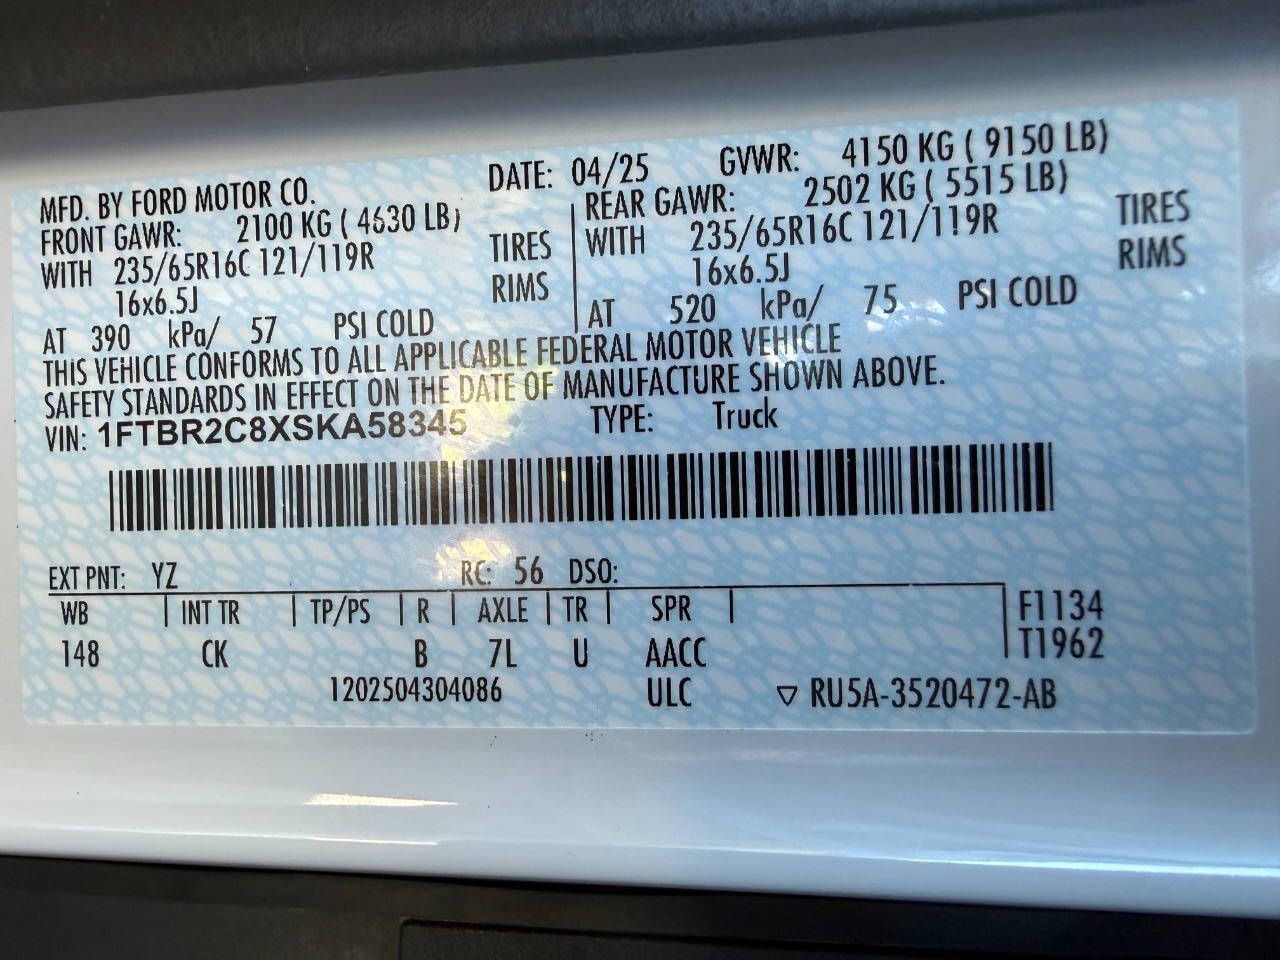 MFD. BY FORD MOTOR CO. DATE: 04/25 GVWR: 4150 KG ( 9150 LB)
FRONT GAWR: 2100 KG ( 4630 LB) REAR GAWR: 2502 KG ( 5515 LB)
WITH 235/65R16C 121/119R TIRES WITH 235/65R16C 121/119R TIRES
16x6.5J RIMS 16x6.5J RIMS
AT 390 kPa/ 57 PSI COLD AT 520 kPa/ 75 PSI COLD
THIS VEHICLE CONFORMS TO ALL APPLICABLE FEDERAL MOTOR VEHICLE
SAFETY STANDARDS IN EFFECT ON THE DATE OF MANUFACTURE SHOWN ABOVE.
VIN: 1FTBR2C8XSKA58345 TYPE: Truck
EXT PNT: YZ RC: 56 DSO:
WB INT TR TP/PS R AXLE TR SPR F1134
148 CK B 7L U AACC T1962
1202504304086 ULC ▽ RU5A-3520472-AB